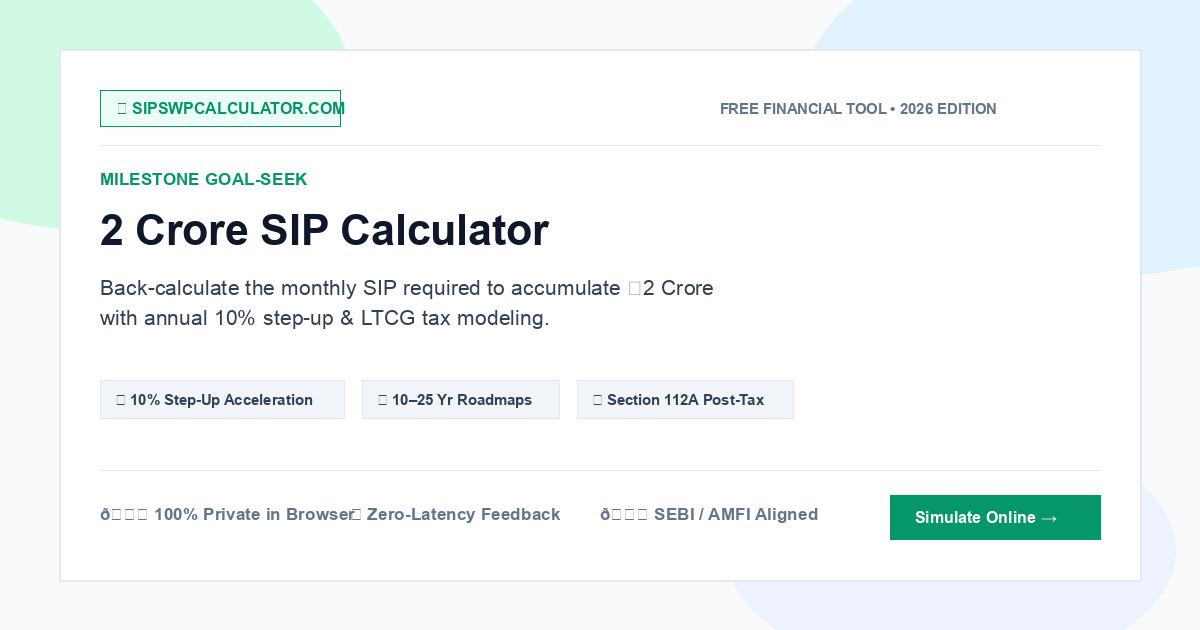 SIPSWPCALCULATOR.COM
FREE FINANCIAL TOOL • 2026 EDITION
MILESTONE GOAL-SEEK
2 Crore SIP Calculator
Back-calculate the monthly SIP required to accumulate □2 Crore
with annual 10% step-up & LTCG tax modeling.
□ 10% Step-Up Acceleration
□ 10–25 Yr Roadmaps
□ Section 112A Post-Tax
ð□□□ 100% Private in Browser
□ Zero-Latency Feedback
ð□□□ SEBI / AMFI Aligned
Simulate Online →